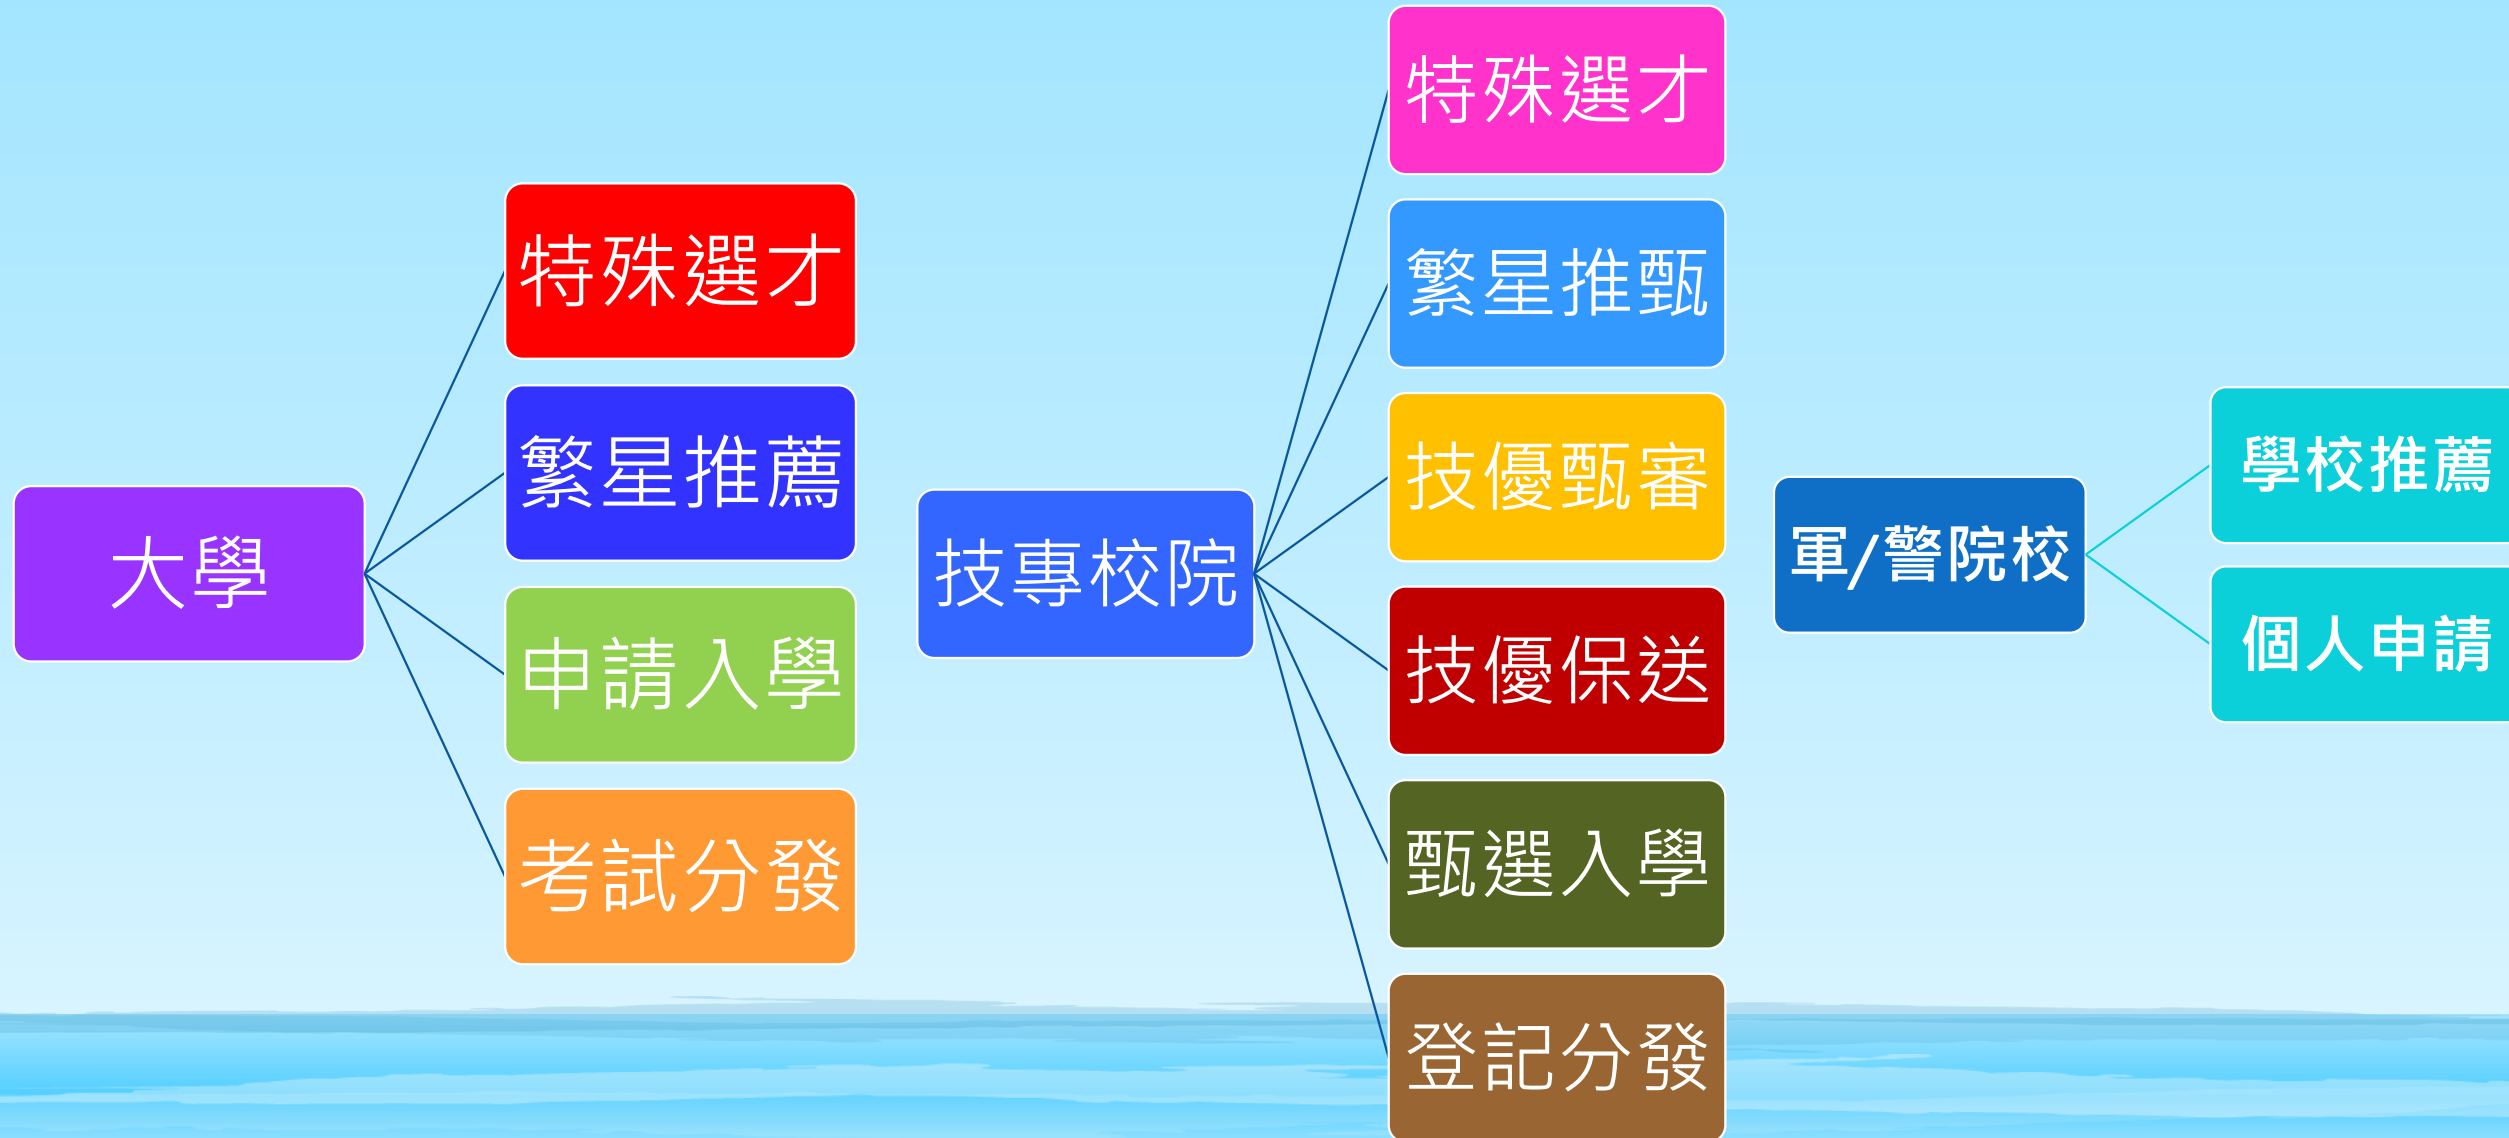 大學
特殊選才
繁星推薦
申請入學
考試分發
技專校院
特殊選才
繁星推甄
技優甄審
技優保送
甄選入學
登記分發
軍/警院校
學校推薦
個人申請